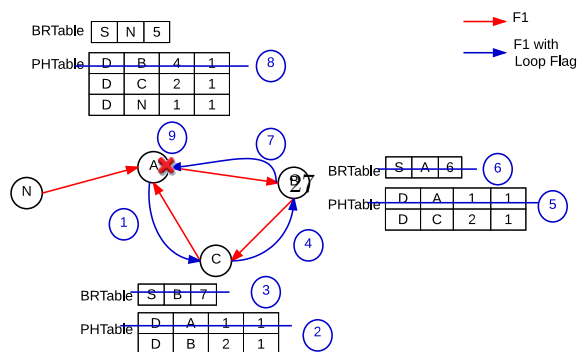 F1
F1 with
Loop Flag
BRTable S N 5
PHTable D B 4 1
D C 2 1
D N 1 1
8
9
7
A
N
B
27
BRTable S A 6
6
PHTable D A 1 1
D C 2 1
5
1
4
C
BRTable S B 7
3
PHTable D A 1 1
D B 2 1
2